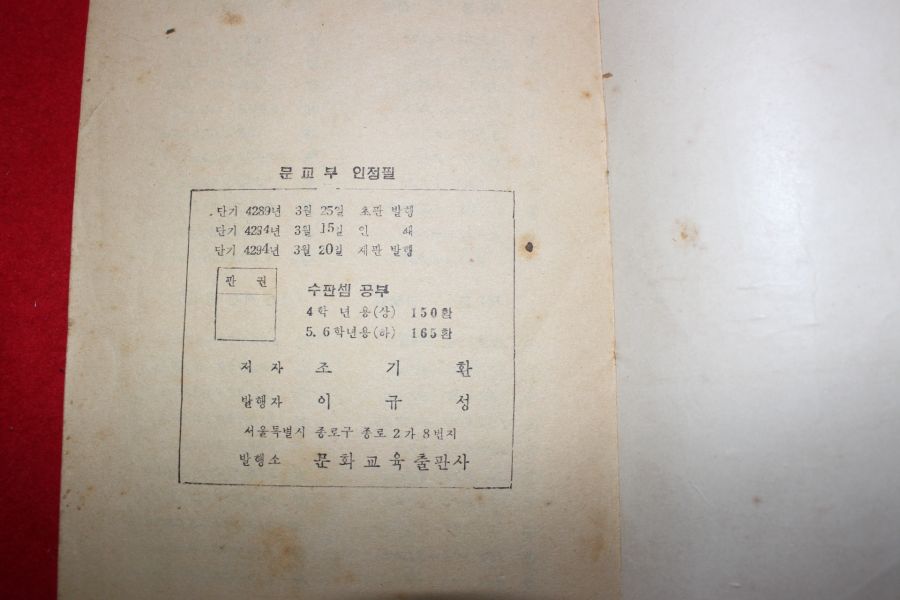 문교부 인정필
단기 4289년 3월 25일 초판 발행
단기 4294년 3월 15일 인 쇄
단기 4294년 3월 20일 재판 발행
판 권
수판셈 공부
4학 년 용(상) 150환
5. 6학년용(하) 165환
저 자 조 기 환
발행자 이 규 성
서울특별시 종로구 종로 2가 8번지
발행소 문화교육출판사